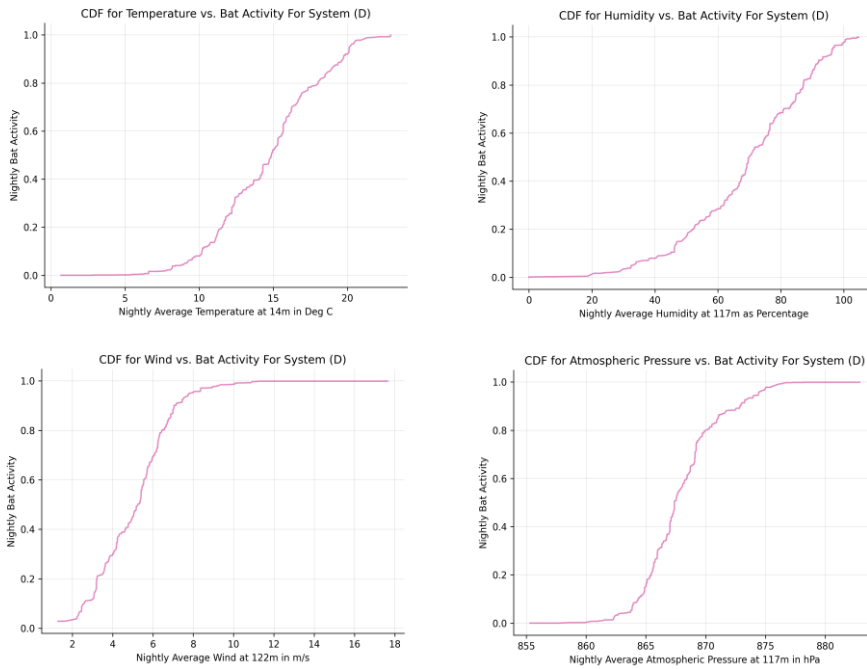 CDF for Temperature vs. Bat Activity For System (D)
1.0
0.8
0.6
0.4
0.2
0.0
Nightly Bat Activity
0 5 10 15 20
Nightly Average Temperature at 14m in Deg C
CDF for Humidity vs. Bat Activity For System (D)
1.0
0.8
0.6
0.4
0.2
0.0
Nightly Bat Activity
0 20 40 60 80 100
Nightly Average Humidity at 117m as Percentage
CDF for Wind vs. Bat Activity For System (D)
1.0
0.8
0.6
0.4
0.2
0.0
Nightly Bat Activity
2 4 6 8 10 12 14 16 18
Nightly Average Wind at 122m in m/s
CDF for Atmospheric Pressure vs. Bat Activity For System (D)
1.0
0.8
0.6
0.4
0.2
0.0
Nightly Bat Activity
855 860 865 870 875 880
Nightly Average Atmospheric Pressure at 117m in hPa